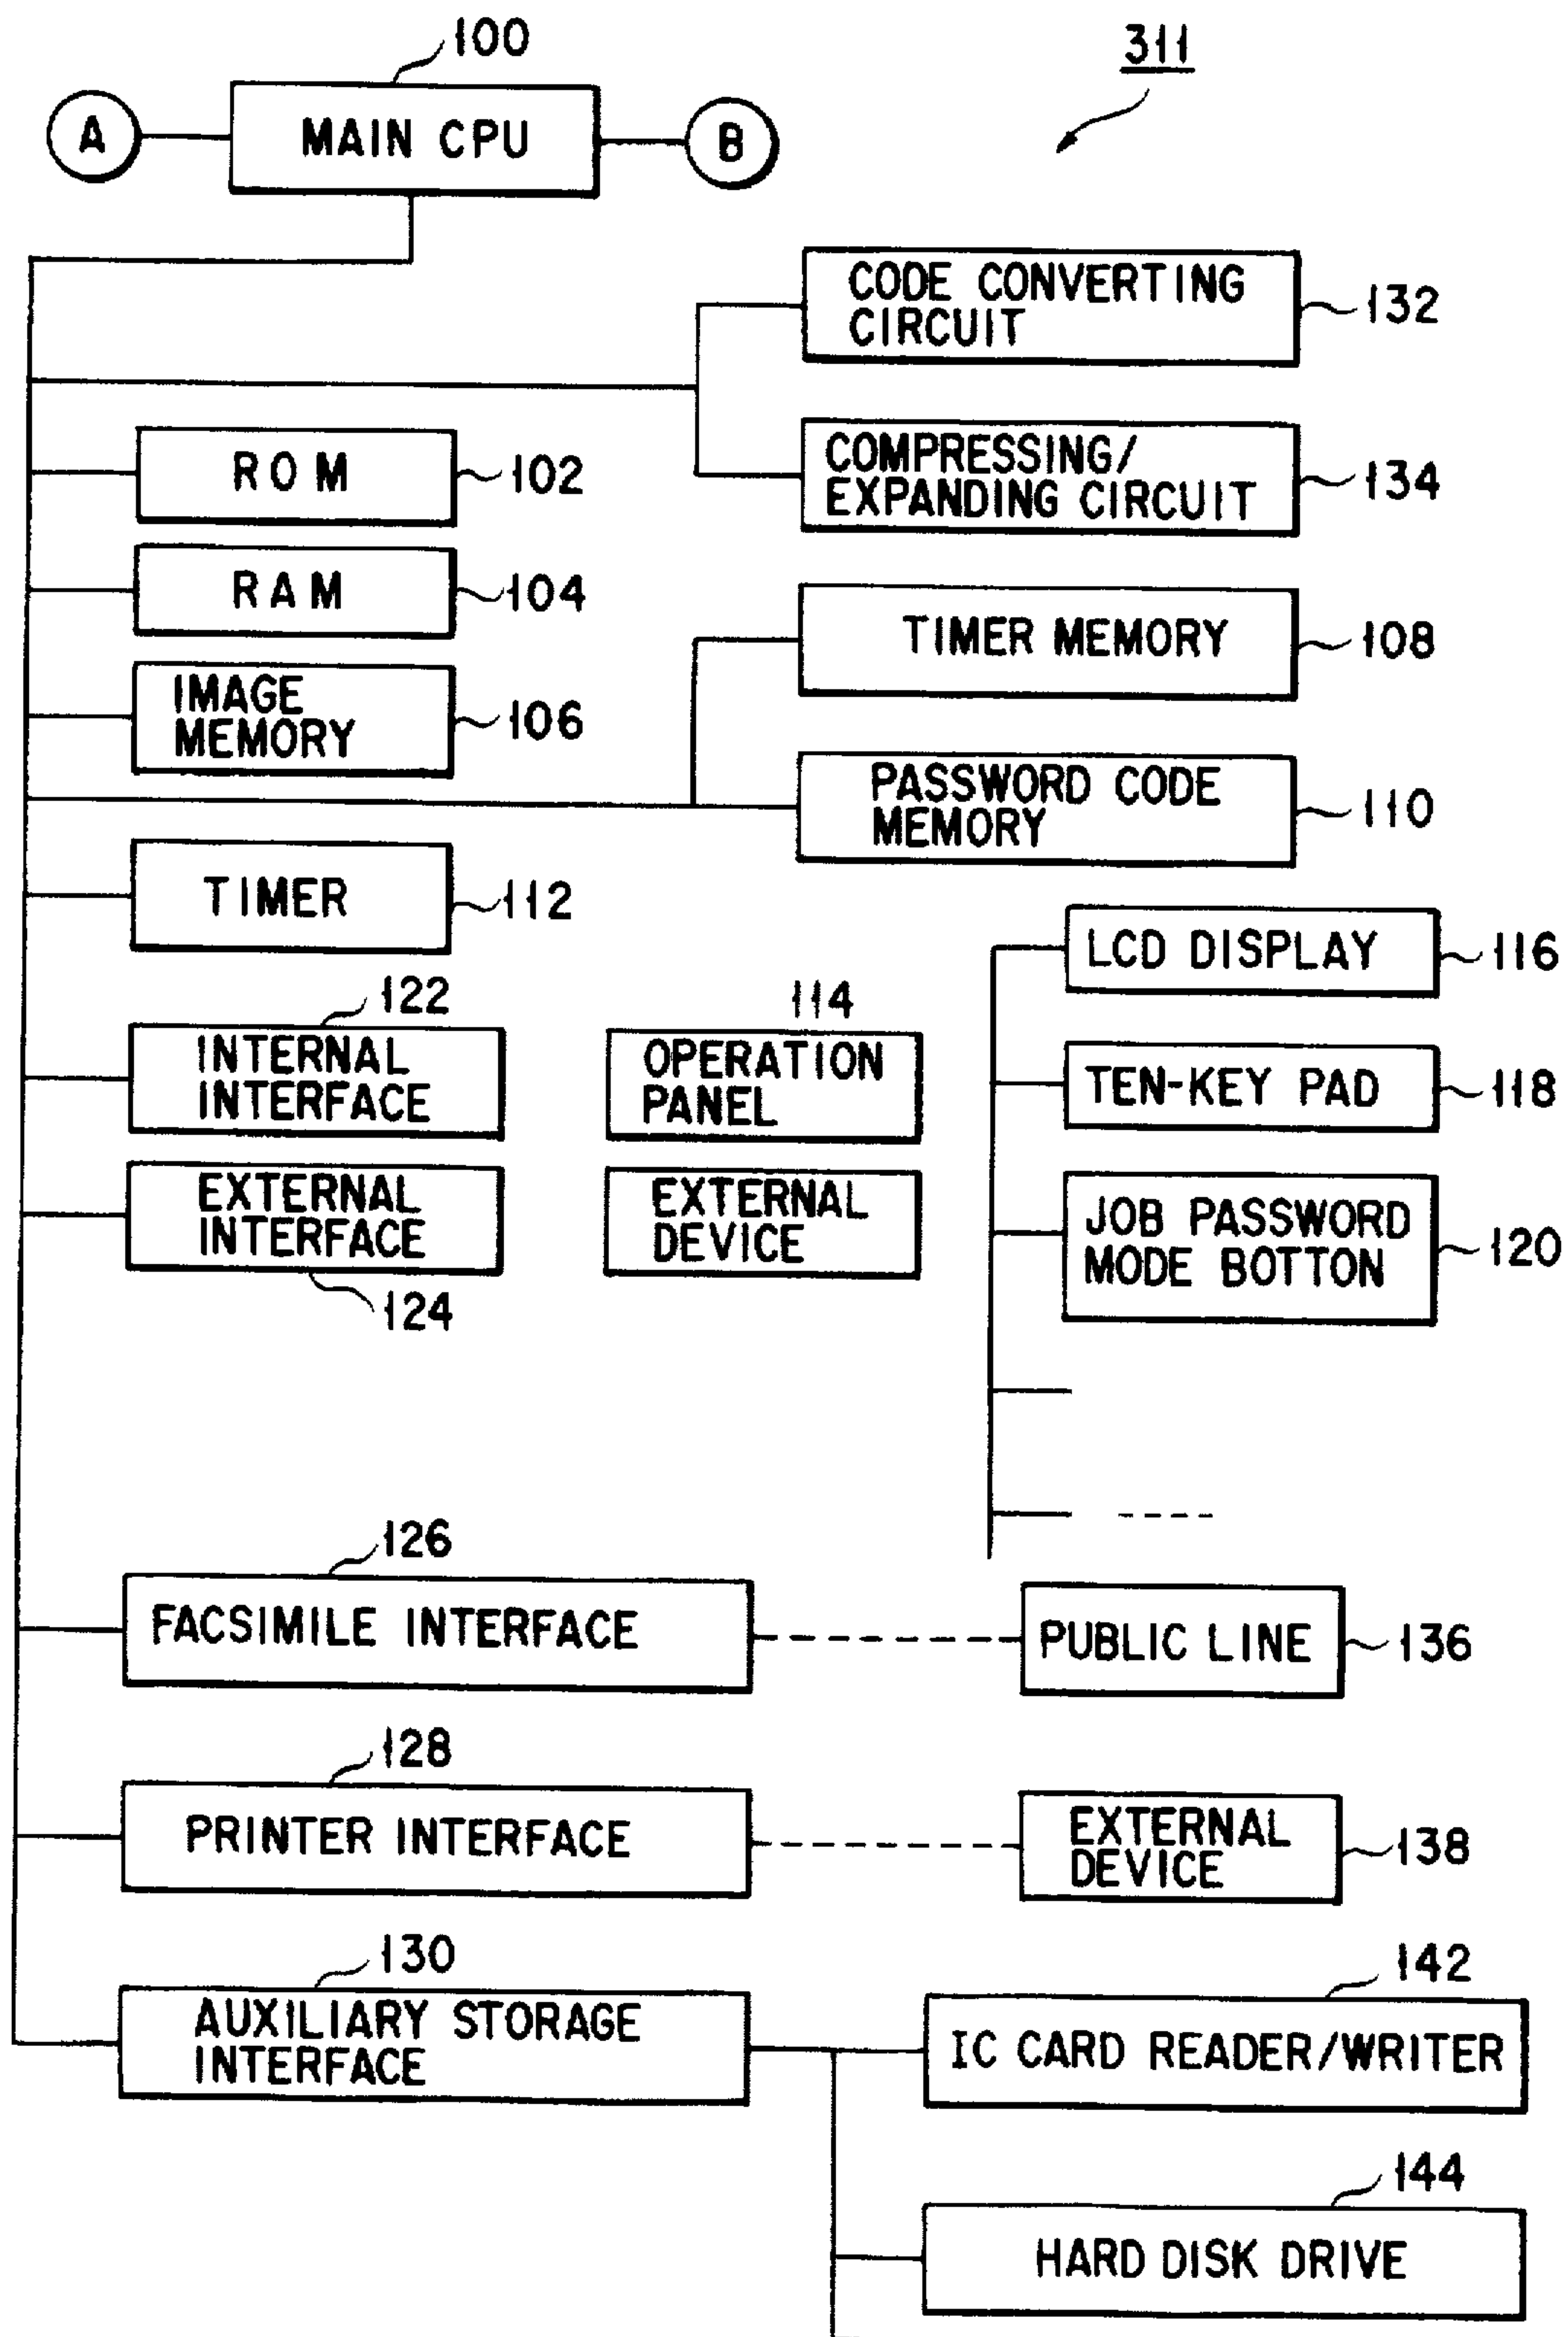 100
311
A
MAIN CPU
B
CODE CONVERTING
CIRCUIT
132
ROM
102
COMPRESSING/
EXPANDING CIRCUIT
134
RAM
104
TIMER MEMORY
108
IMAGE
MEMORY
106
PASSWORD CODE
MEMORY
110
TIMER
112
LCD DISPLAY
116
122
INTERNAL
INTERFACE
114
OPERATION
PANEL
TEN-KEY PAD
118
EXTERNAL
INTERFACE
124
EXTERNAL
DEVICE
JOB PASSWORD
MODE BOTTON
120
126
FACSIMILE INTERFACE
PUBLIC LINE
136
128
PRINTER INTERFACE
EXTERNAL
DEVICE
138
130
AUXILIARY STORAGE
INTERFACE
142
IC CARD READER/WRITER
144
HARD DISK DRIVE